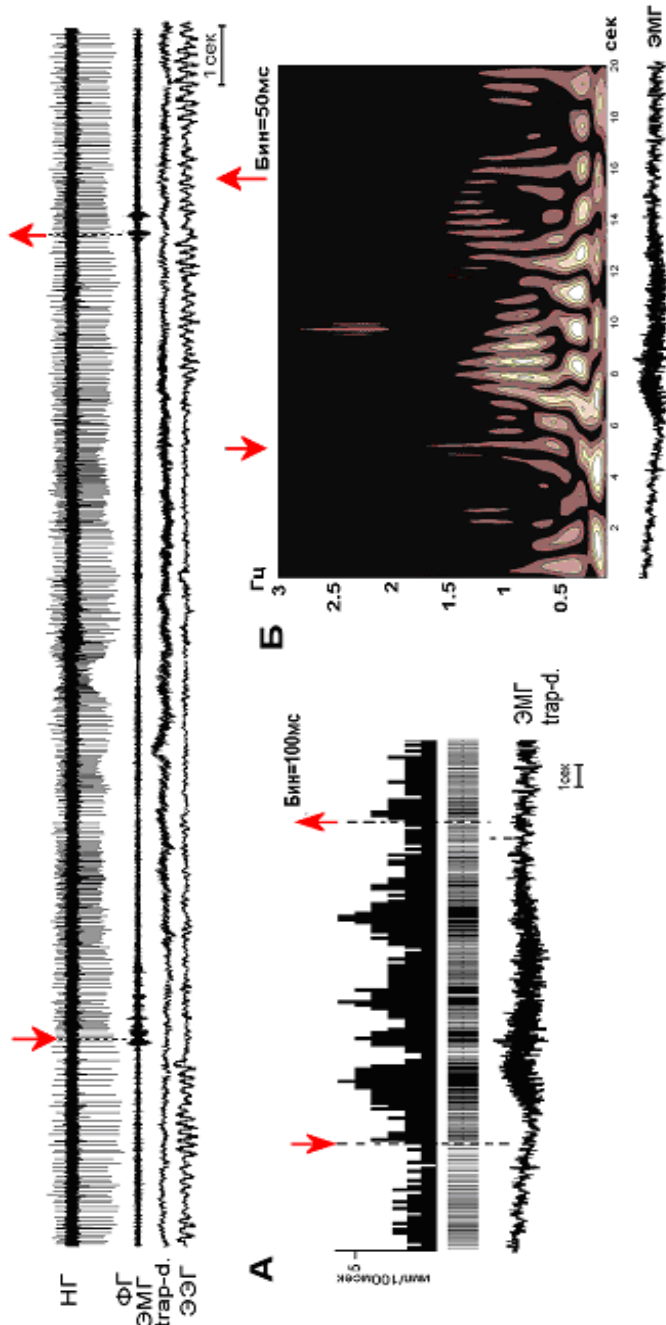 НГ
ФГ
ЭМГ
trap-d.
ЭЭГ
1 сек
А
Бин=100мс
5
имп/100мсек
ЭМГ
trap-d.
1сек
Б
Гц
Бин=50мс
3
2.5
2
1.5
1
0.5
2
4
6
8
10
12
14
16
18
20
сек
ЭМГ